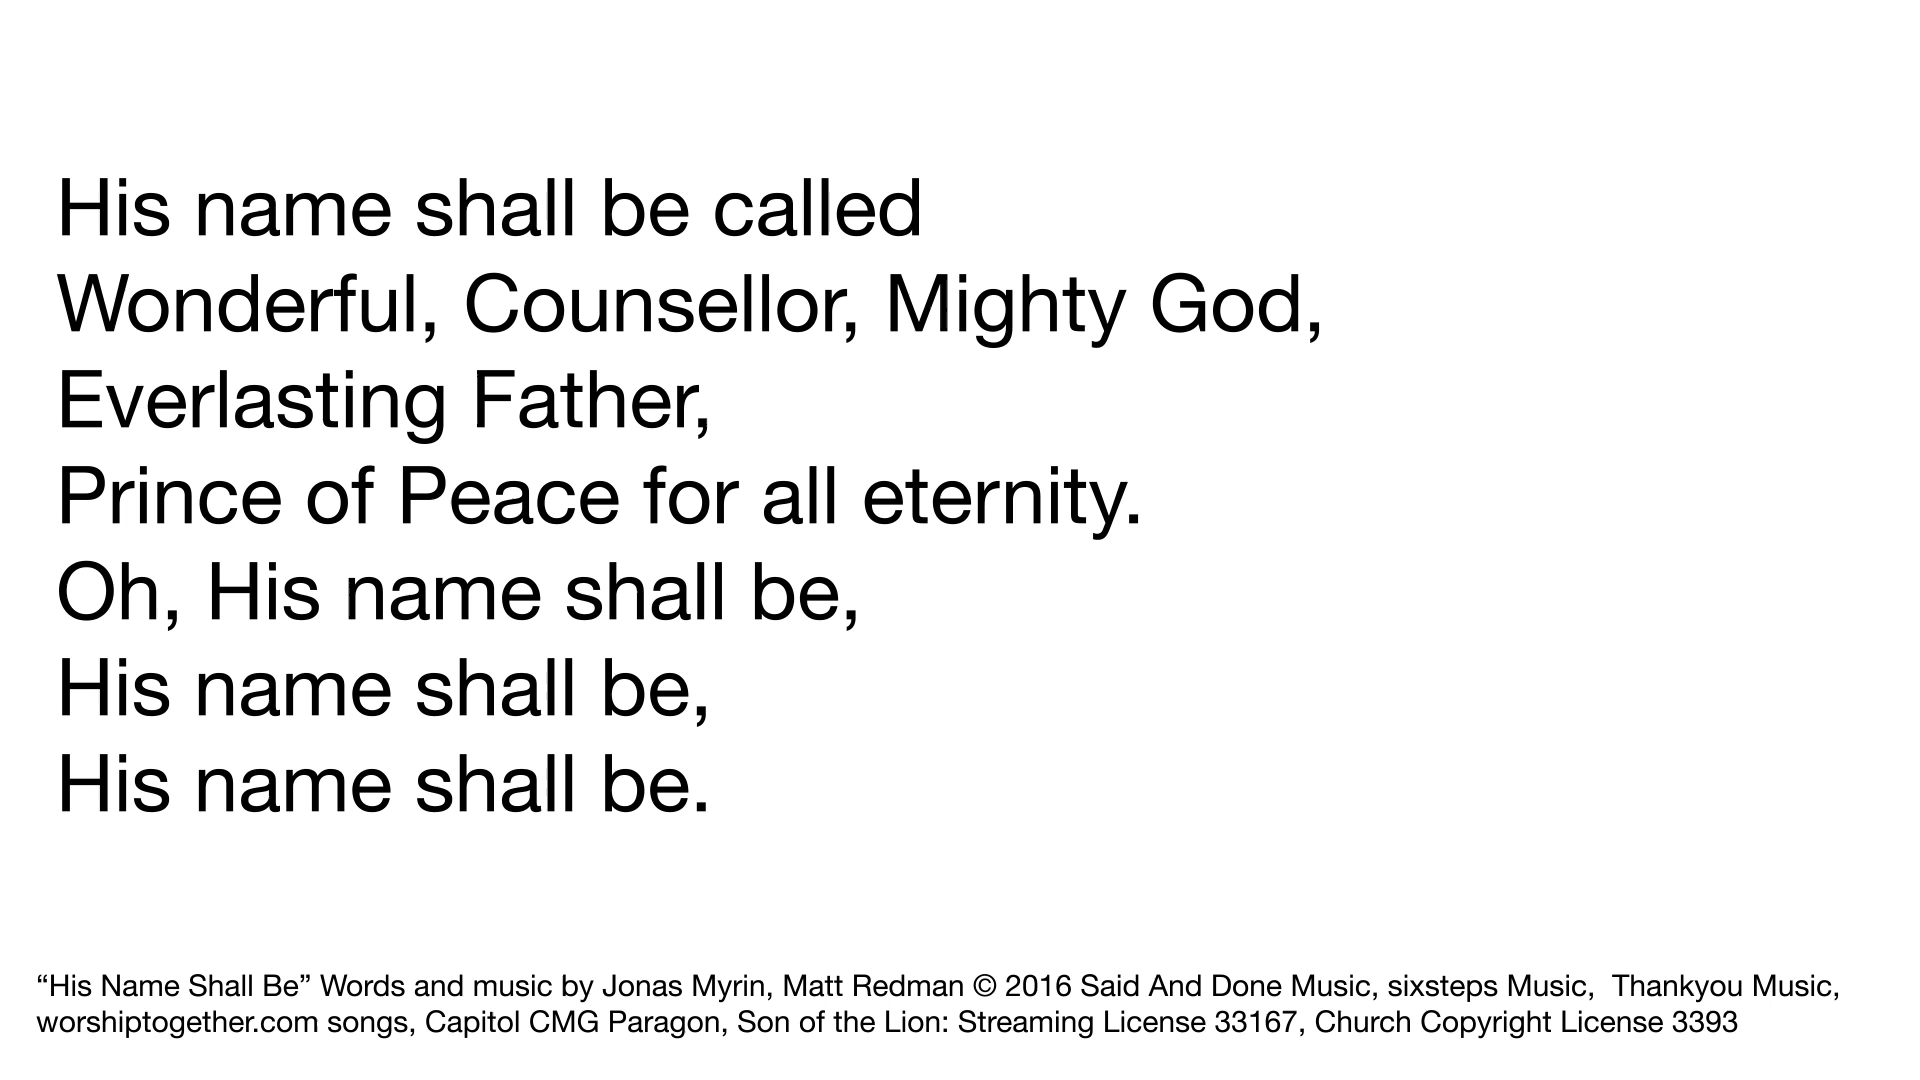 His name shall be called
Wonderful, Counsellor, Mighty God,
Everlasting Father,
Prince of Peace for all eternity.
Oh, His name shall be,
His name shall be,
His name shall be.
“His Name Shall Be” Words and music by Jonas Myrin, Matt Redman © 2016 Said And Done Music, sixsteps Music,  Thankyou Music,
worshiptogether.com songs, Capitol CMG Paragon, Son of the Lion: Streaming License 33167, Church Copyright License 3393